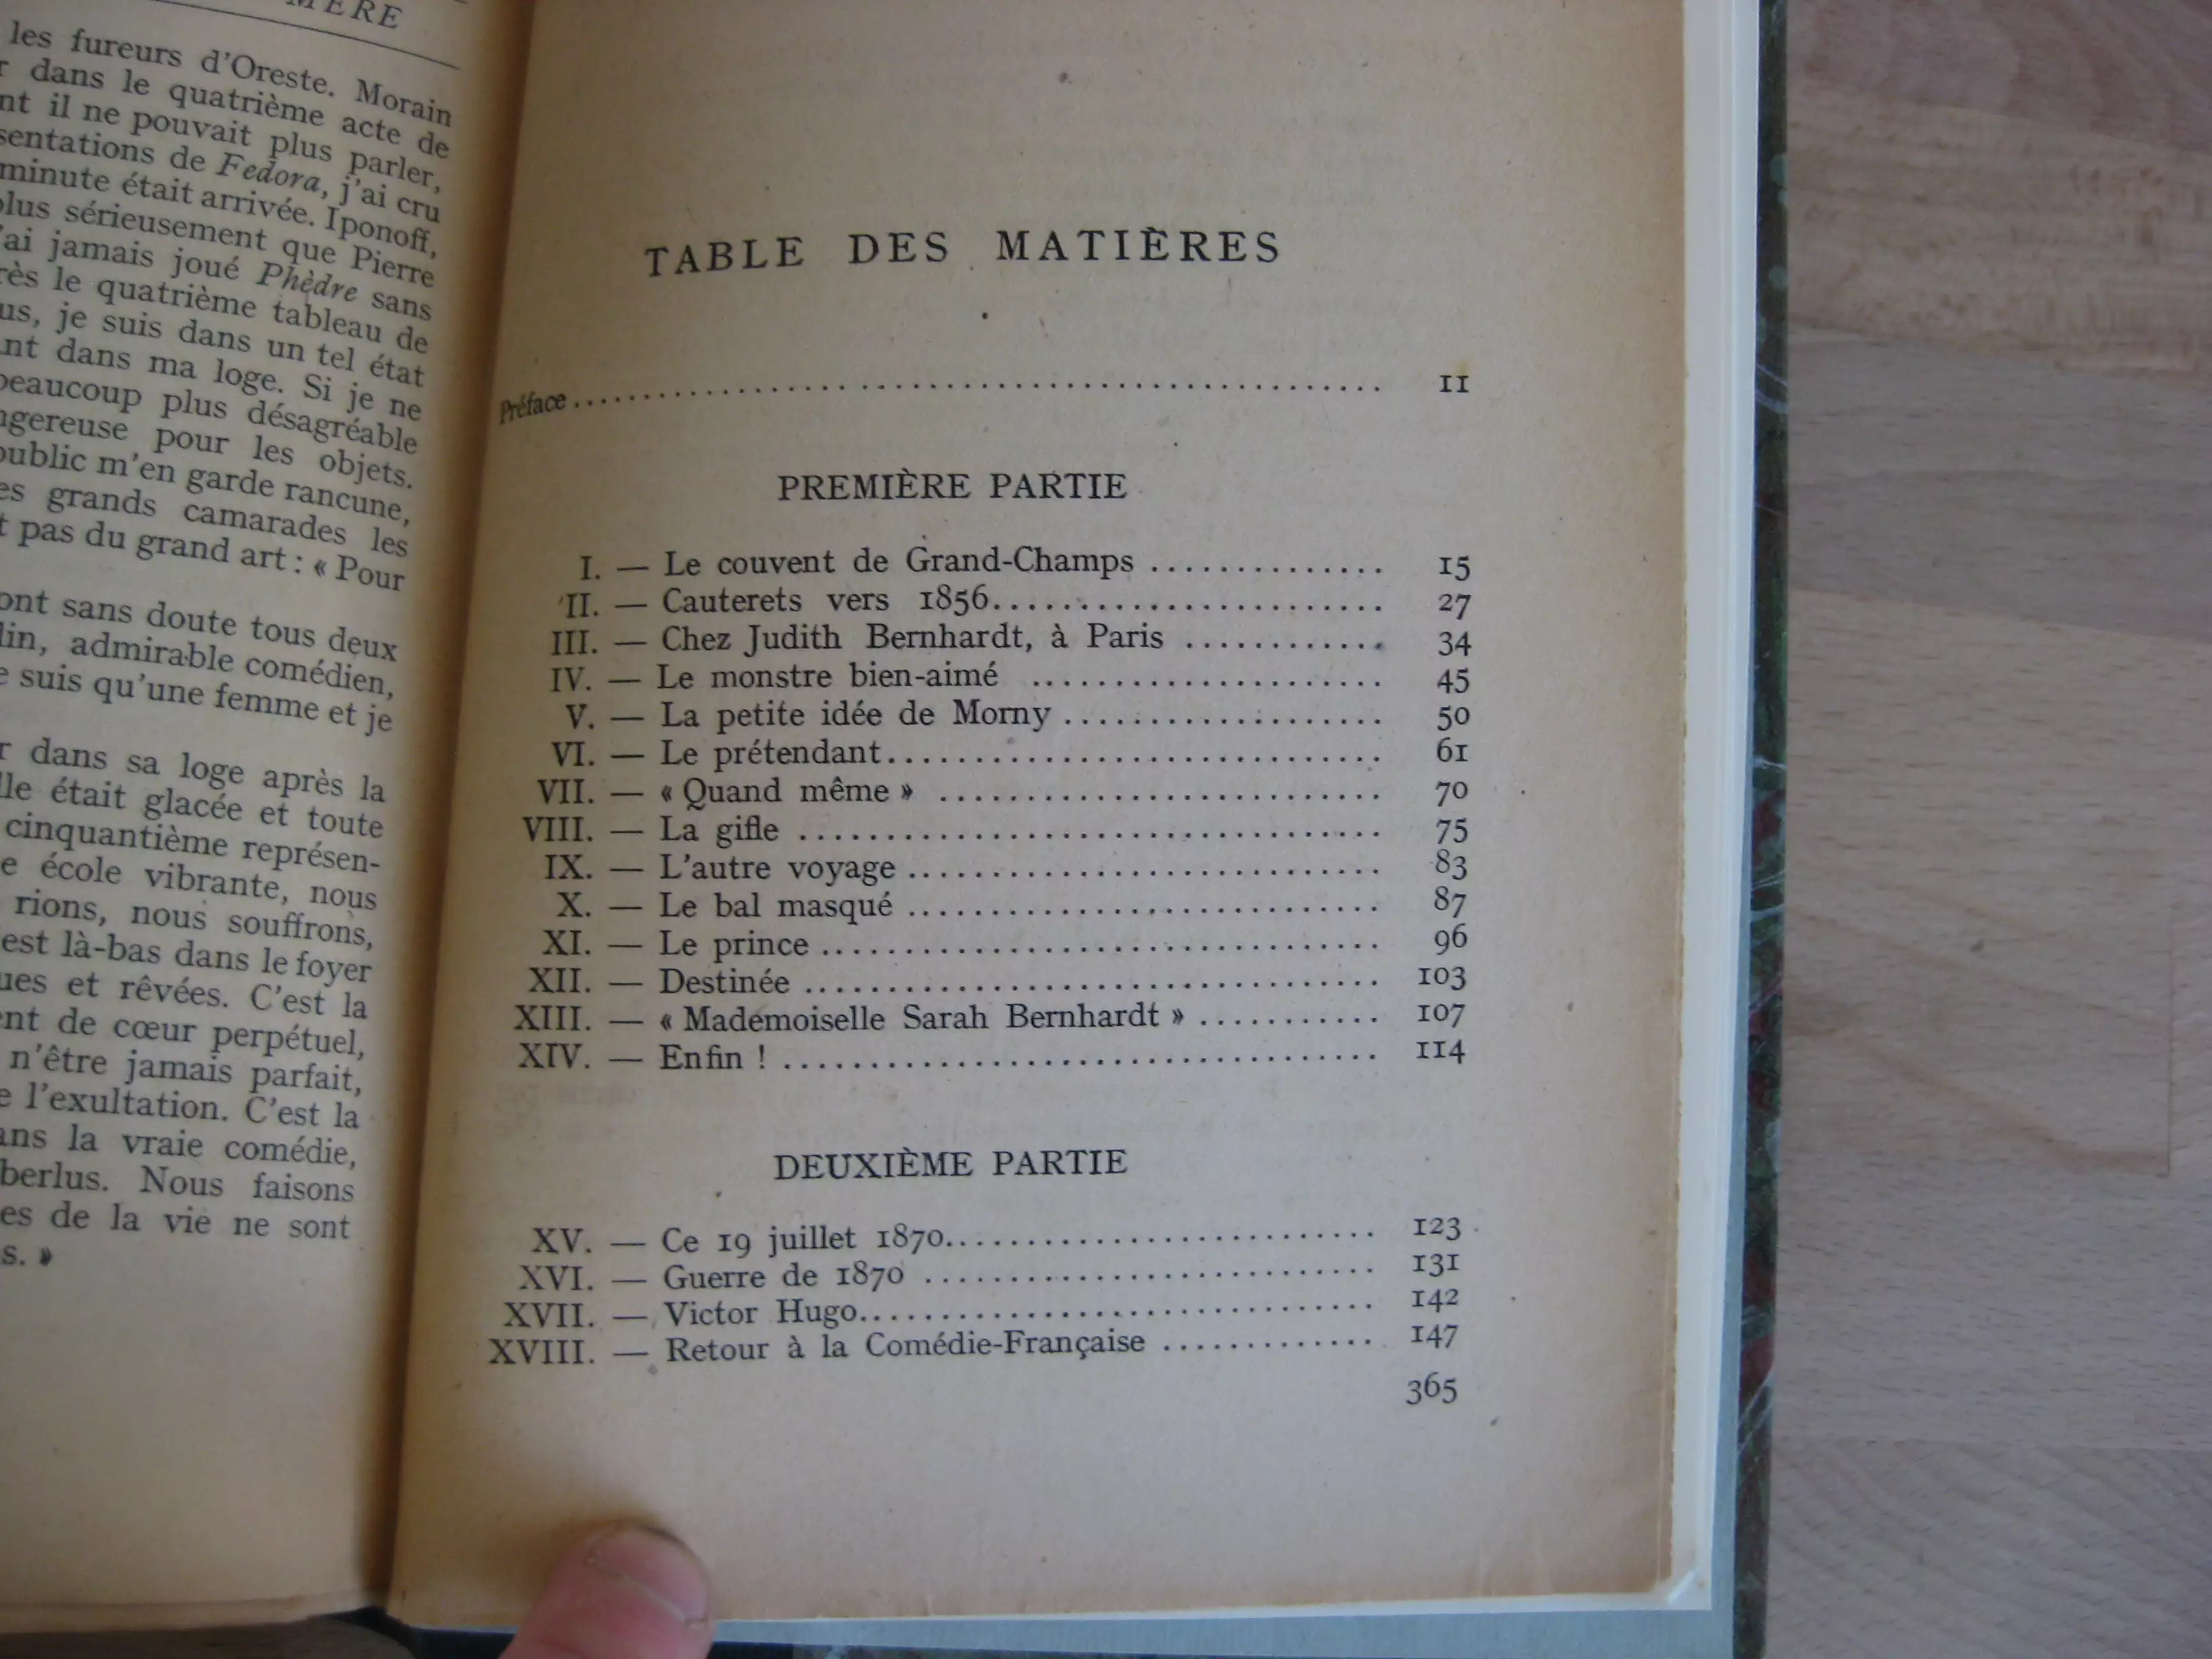 MÈRE
les fureurs d'Oreste. Morain
dans le quatrième acte de
nt il ne pouvait plus parler,
sentations de Fedora, j'ai cru
minute était arrivée. Iponoff,
plus sérieusement que Pierre
'ai jamais joué Phèdre sans
rès le quatrième tableau de
us, je suis dans un tel état
nt dans ma loge. Si je ne
beaucoup plus désagréable
ngereuse pour les objets.
public m'en garde rancune,
es grands camarades les
t pas du grand art : « Pour
ont sans doute tous deux
lin, admirable comédien,
e suis qu'une femme et je
r dans sa loge après la
lle était glacée et toute
cinquantième représen-
e école vibrante, nous
rions, nous souffrons,
est là-bas dans le foyer
ues et rêvées. C'est la
ent de cœur perpétuel,
n'être jamais parfait,
e l'exultation. C'est la
ans la vraie comédie,
berlus. Nous faisons
es de la vie ne sont
s. »
TABLE DES MATIÈRES
Préface.......................................... 11
PREMIÈRE PARTIE
I. — Le couvent de Grand-Champs .............. 15
II. — Cauterets vers 1856........................ 27
III. — Chez Judith Bernhardt, à Paris ............ 34
IV. — Le monstre bien-aimé ...................... 45
V. — La petite idée de Morny .................... 50
VI. — Le prétendant.............................. 61
VII. — « Quand même » ........................... 70
VIII. — La gifle ................................... 75
IX. — L'autre voyage ............................. 83
X. — Le bal masqué ............................. 87
XI. — Le prince .................................. 96
XII. — Destinée ................................... 103
XIII. — « Mademoiselle Sarah Bernhardt » ........... 107
XIV. — Enfin ! .................................... 114
DEUXIÈME PARTIE
XV. — Ce 19 juillet 1870.......................... 123
XVI. — Guerre de 1870 ............................ 131
XVII. — Victor Hugo............................... 142
XVIII. — Retour à la Comédie-Française ............. 147
365